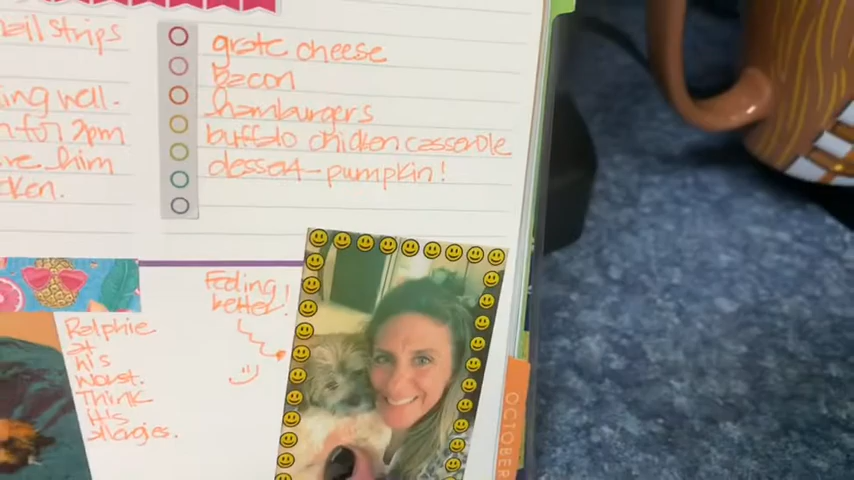 ail strips
ing well.
m for 2pm
ve him
ken.
grate cheese
bacon
hamburgers
buffalo chicken casserole
dessert - pumpkin!
Feeling
better!
Ralphie
at
his
worst.
Think
it's
allergies
OCTOBER